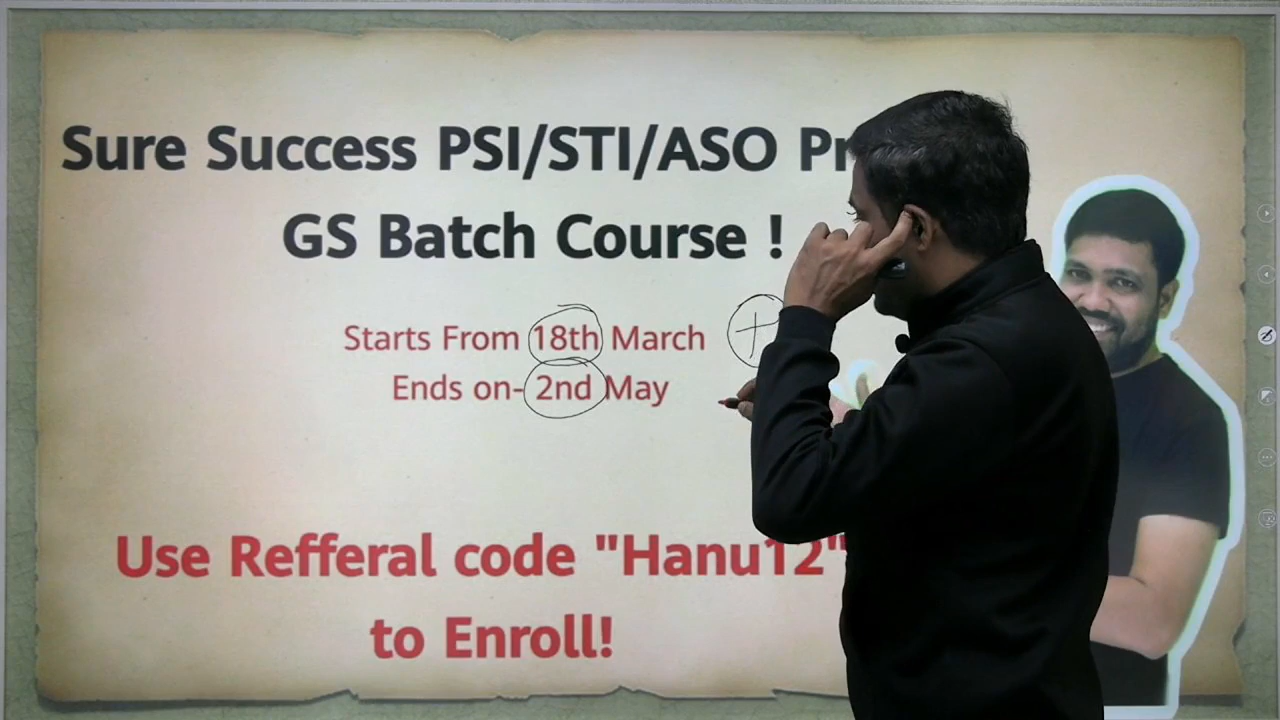 Sure Success PSI/STI/ASO
GS Batch Course !
Starts From 18th March
Ends on- 2nd May
Use Refferal code "Hanu12"
to Enroll!